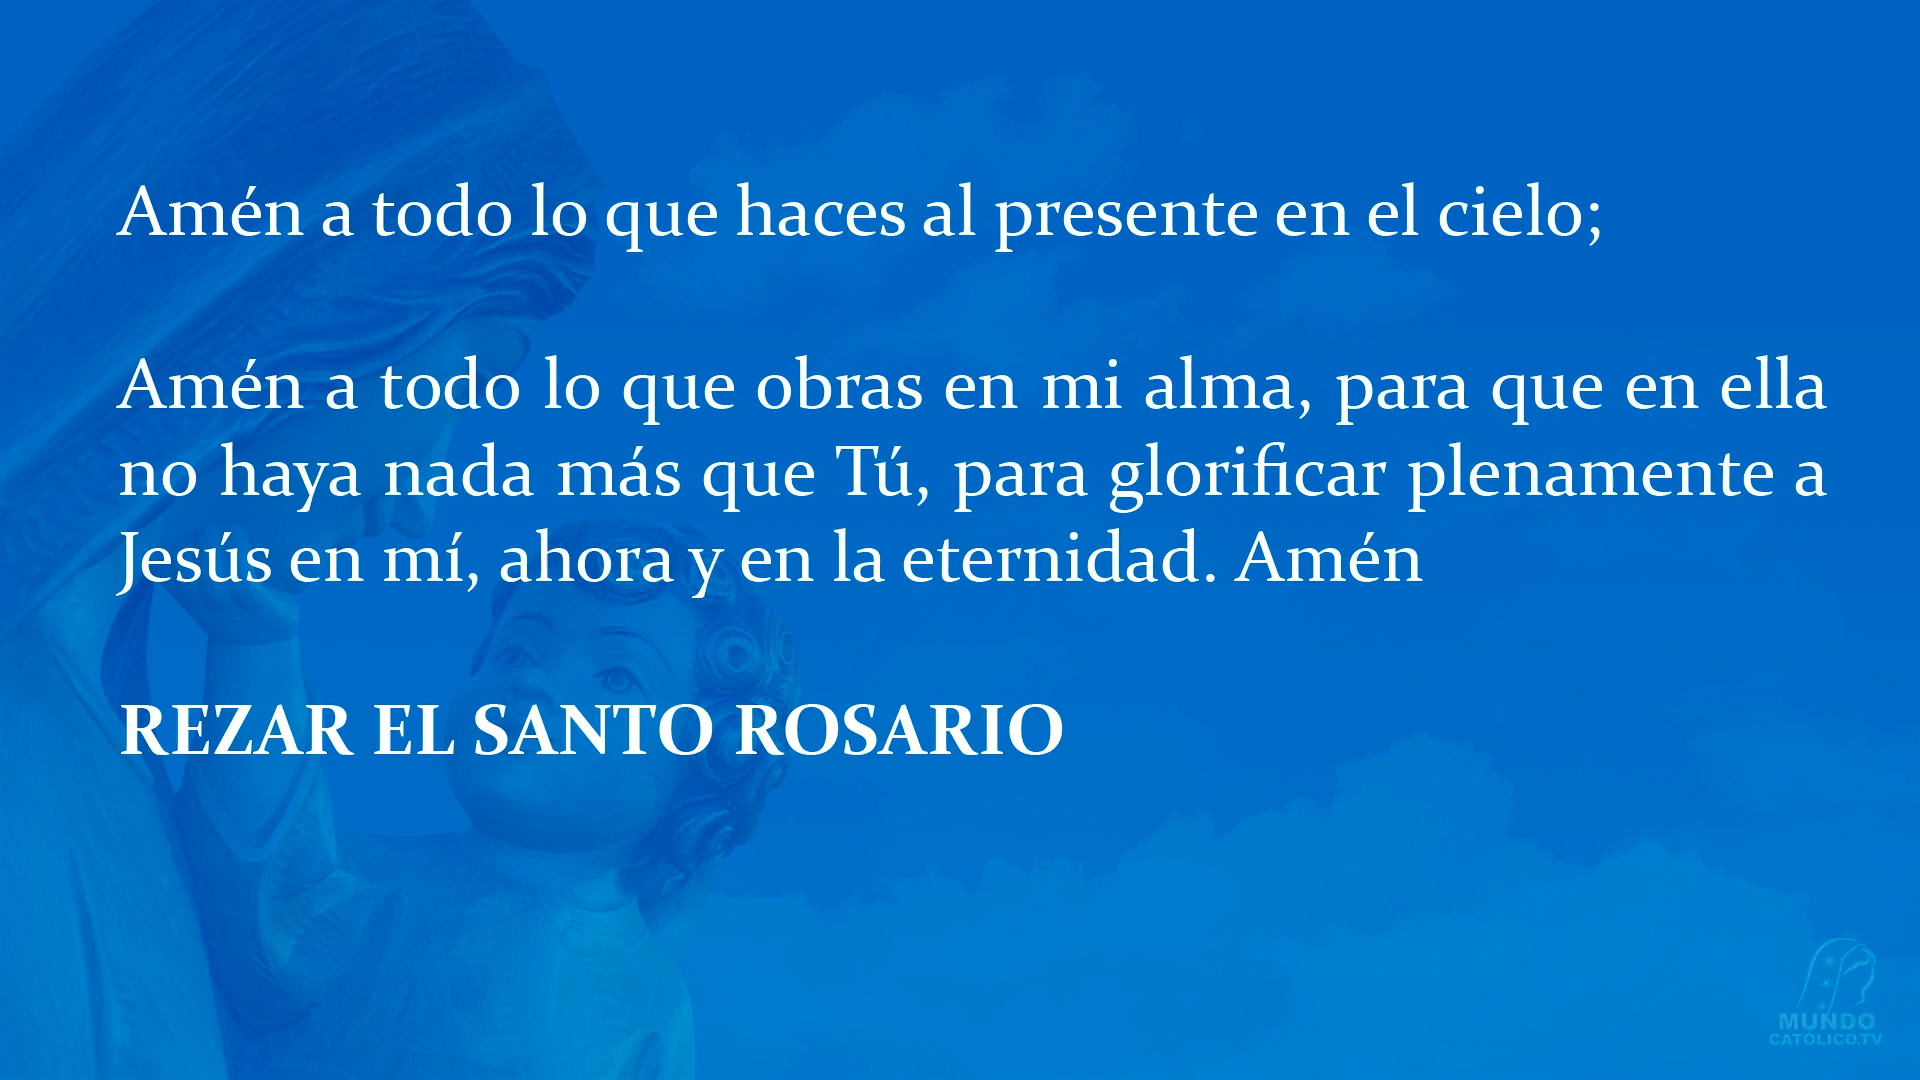 Amén a todo lo que haces al presente en el cielo;
Amén a todo lo que obras en mi alma, para que en ella
no haya nada más que Tú, para glorificar plenamente a
Jesús en mí, ahora y en la eternidad. Amén
REZAR EL SANTO ROSARIO
MUNDO
CATOLICO.TV